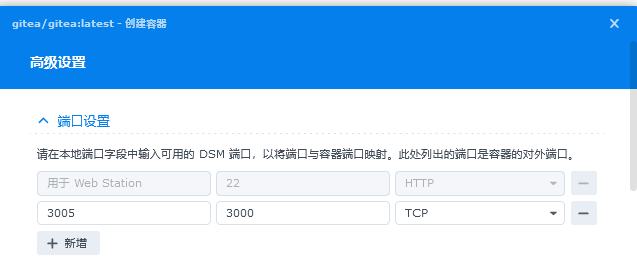 gitea/gitea:latest - 创建容器
高级设置
端口设置
请在本地端口字段中输入可用的 DSM 端口，以将端口与容器端口映射。此处列出的端口是容器的对外端口。
用于 Web Station 22 HTTP
3005 3000 TCP
新增